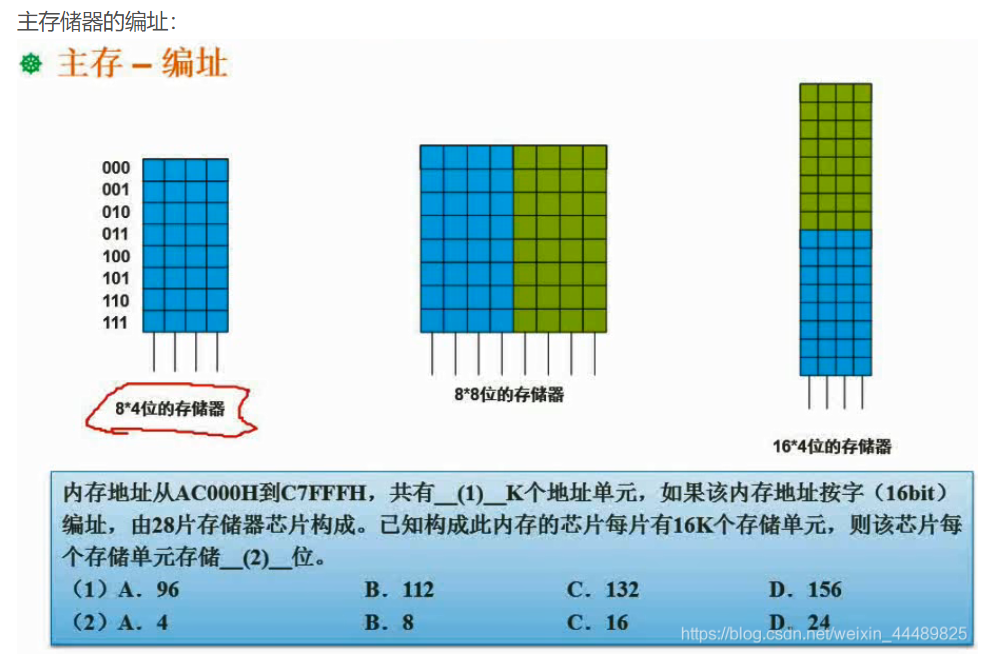 主存储器的编址：
主存 – 编址
000
001
010
011
100
101
110
111
8*4位的存储器
8*8位的存储器
16*4位的存储器
内存地址从AC000H到C7FFFH，共有__(1)__K个地址单元，如果该内存地址按字（16bit）
编址，由28片存储器芯片构成。已知构成此内存的芯片每片有16K个存储单元，则该芯片每
个存储单元存储__(2)__位。
（1）A．96 B．112 C．132 D．156
（2）A．4 B．8 C．16 D．24
https://blog.csdn.net/weixin_44489825